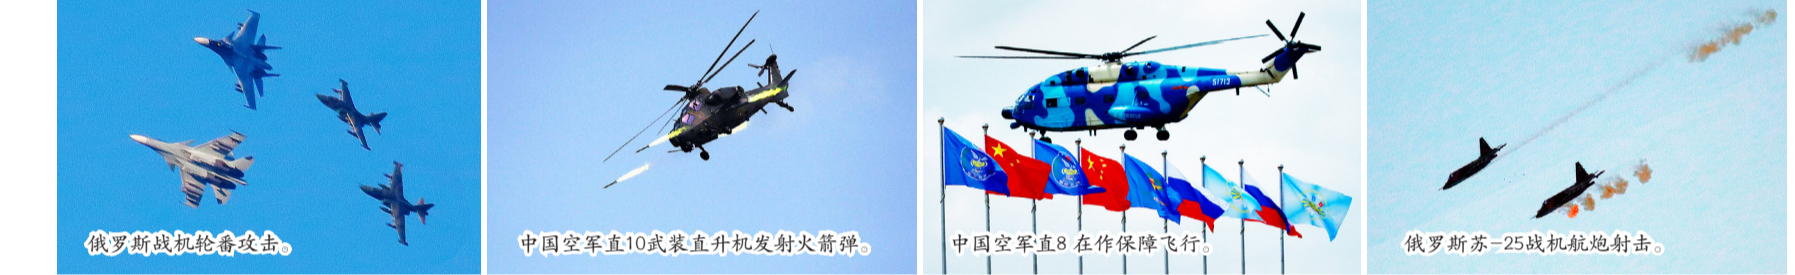 俄罗斯战机轮番攻击。
中国空军直10武装直升机发射火箭弹。
51713
中国空军直8 在作保障飞行。
俄罗斯苏-25战机航炮射击。